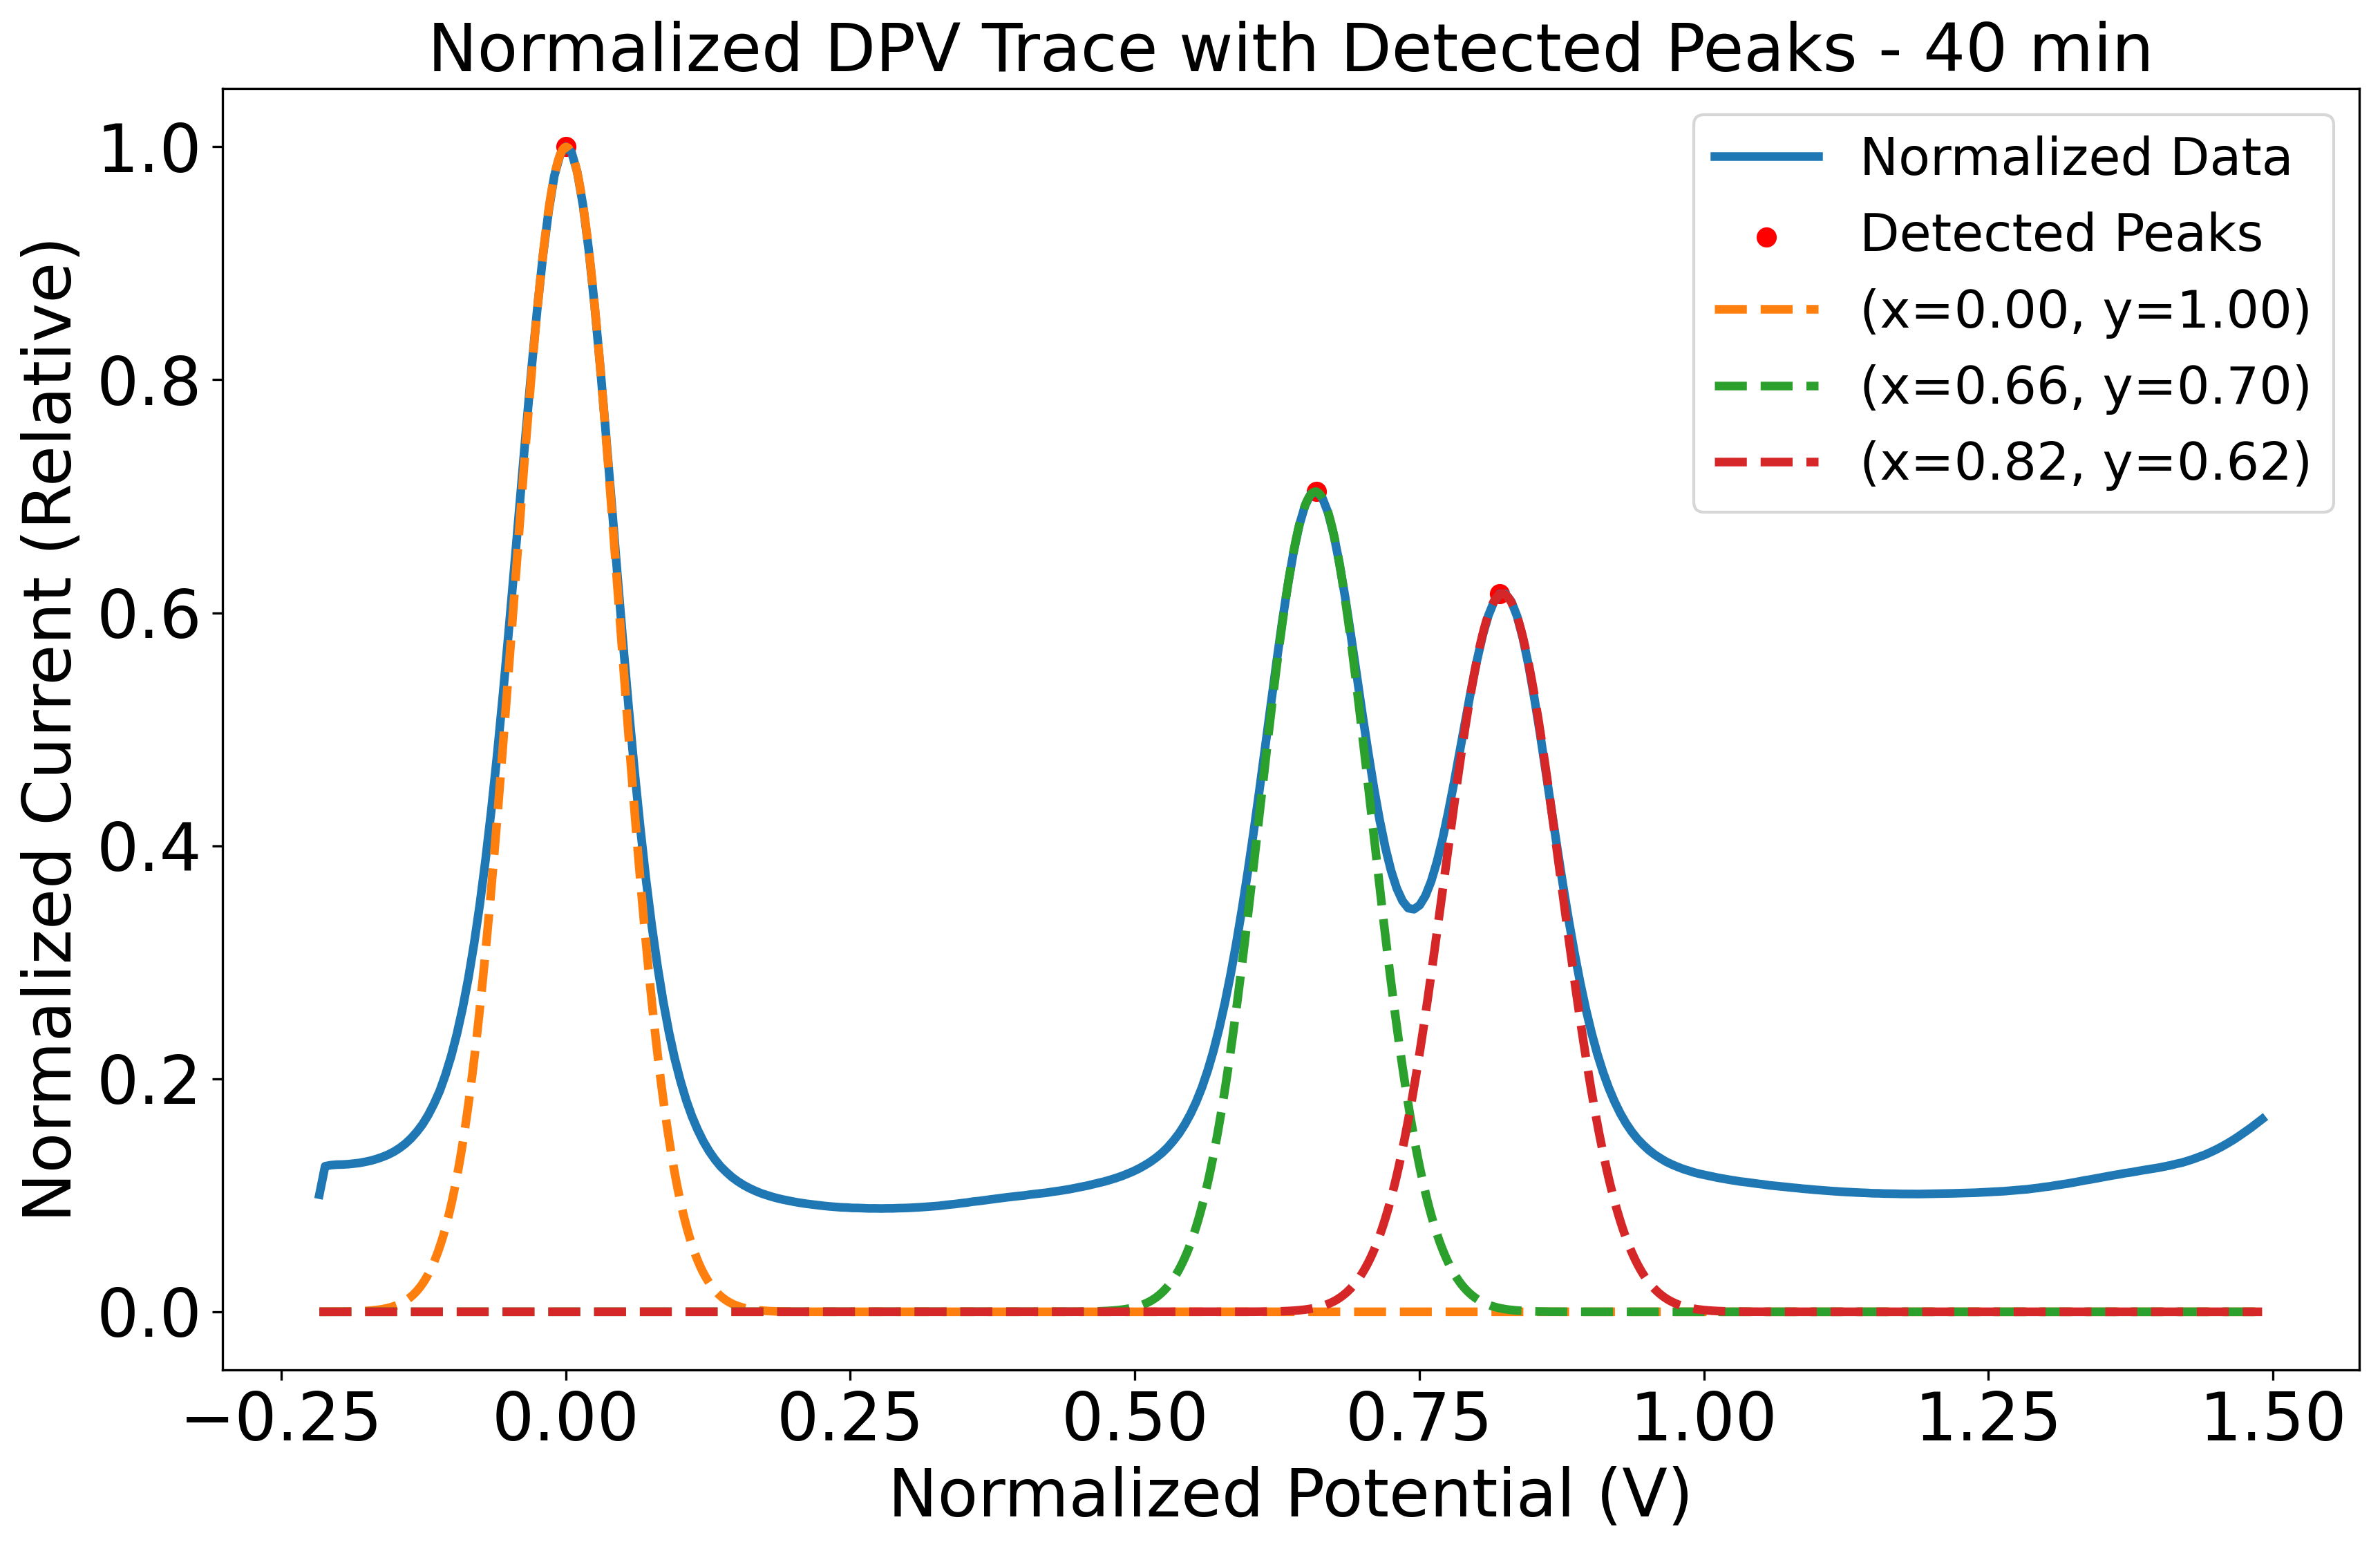 Normalized DPV Trace with Detected Peaks - 40 min
Normalized Data
Detected Peaks
(x=0.00, y=1.00)
(x=0.66, y=0.70)
(x=0.82, y=0.62)
Normalized Current (Relative)
1.0
0.8
0.6
0.4
0.2
0.0
−0.25 0.00 0.25 0.50 0.75 1.00 1.25 1.50
Normalized Potential (V)